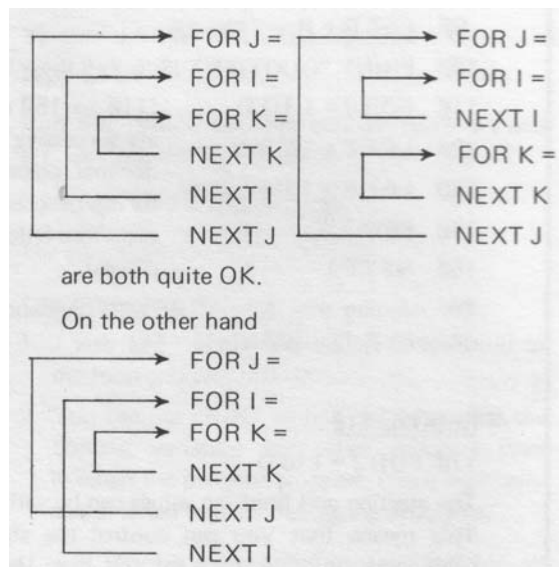 FOR J = FOR J =
FOR I = FOR I =
FOR K = NEXT I
NEXT K FOR K =
NEXT I NEXT K
NEXT J NEXT J
are both quite OK.
On the other hand
FOR J =
FOR I =
FOR K =
NEXT K
NEXT J
NEXT I